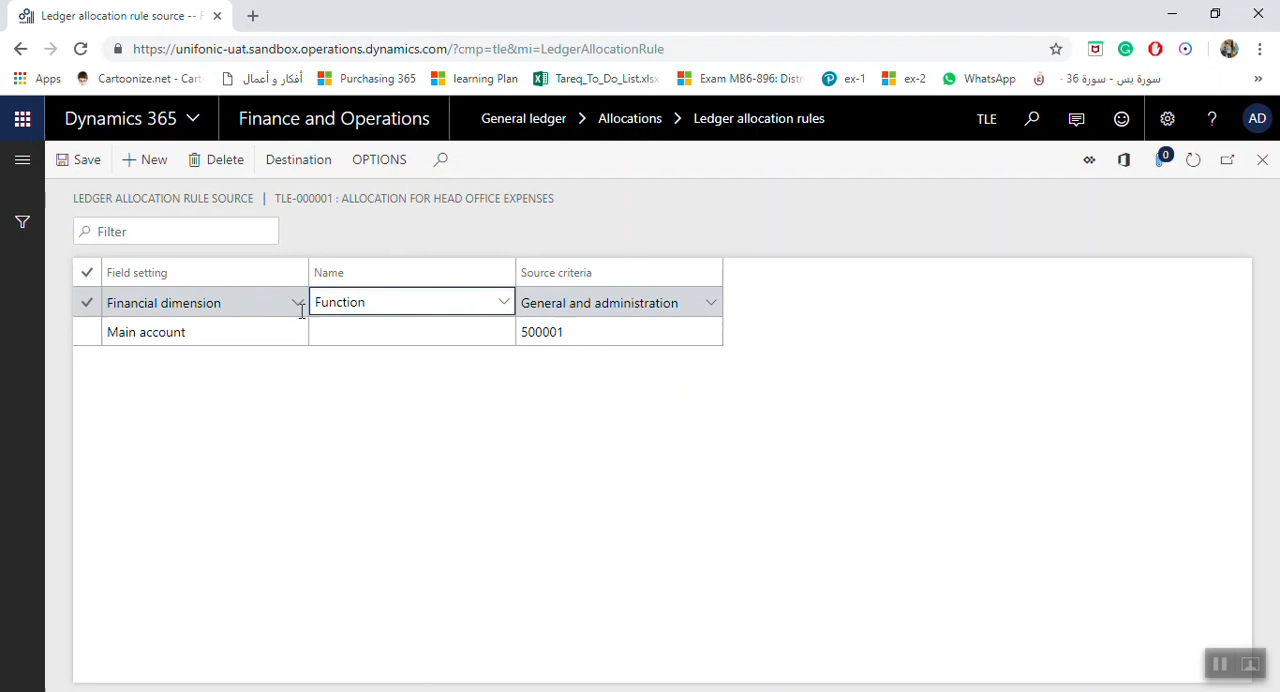 Ledger allocation rule source -- F
https://unifonic-uat.sandbox.operations.dynamics.com/?cmp=tle&mi=LedgerAllocationRule
Apps Cartoonize.net - Cart أفكار و أعمال Purchasing 365 learning Plan Tareq_To_Do_List.xlsx Exam MB6-896: Distr ex-1 ex-2 WhatsApp سورة يس - سورة 36 - »
Dynamics 365 Finance and Operations General ledger > Allocations > Ledger allocation rules TLE ? AD
Save + New Delete Destination OPTIONS 0
LEDGER ALLOCATION RULE SOURCE | TLE-000001 : ALLOCATION FOR HEAD OFFICE EXPENSES
Filter
Field setting Name Source criteria
Financial dimension Function General and administration
Main account 500001